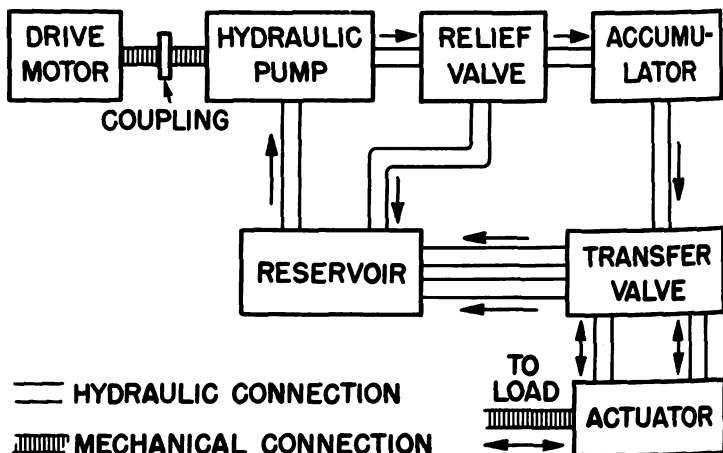 DRIVE
MOTOR
HYDRAULIC
PUMP
RELIEF
VALVE
ACCUMU-
LATOR
COUPLING
RESERVOIR
TRANSFER
VALVE
TO
LOAD
ACTUATOR
HYDRAULIC CONNECTION
MECHANICAL CONNECTION